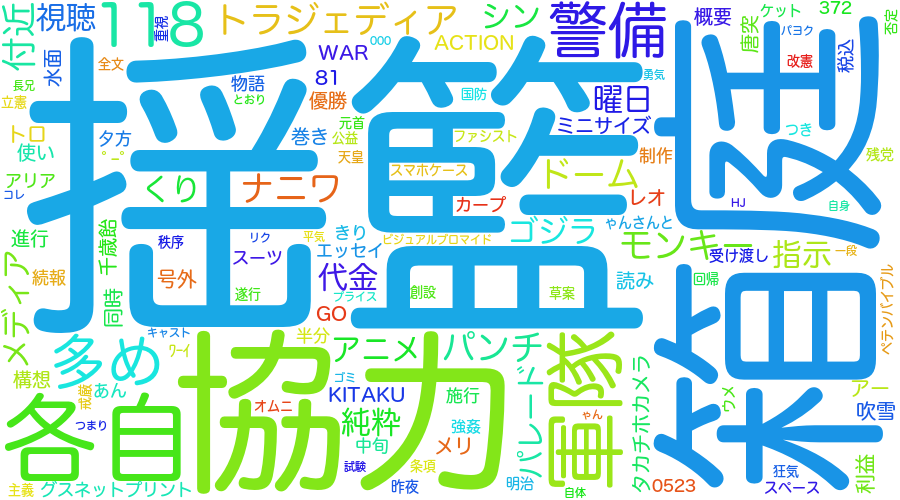 揺籃
箱庭
協力
各自
118
トラジェディア
シン
警備
概要
ケット
372
否定
パヨク
唐突
改憲
税込
付近
視聴
重視
水面
全文
長兄
立憲
トロ
使い
夕方
物語
とおり
WAR
81
優勝
000
ACTION
国防
勇気
曜日
ミニサイズ
つき
残党
巻き
元首
公益
天皇
ファシスト
スマホケース
制作
ドーム
レオ
HJ
自身
アリア
コレ
くり
ナニワ
カープ
ゴジラ
ゃんさんと
モンキー
受け渡し
一段
指示
進行
千歳飴
秩序
リク
平気
きり
ビジュアルブロマイド
エッセイ
スーツ
続報
号外
遂行
代金
プライス
創設
草案
読み
回帰
メディア
同時
GO
キャスト
半分
アニメ
パンチ
軍隊
ペテンバイブル
多め
ワーイ
構想
戒厳
あん
ゴミ
KITAKU
施行
パレード
タカチホカメラ
ウメ
アー
吹雪
オムニ
純粋
ゃん
つまり
強姦
中旬
メリ
試験
条項
主義
グスネットプリント
昨夜
明治
自体
0523
狂気
スペース
利益